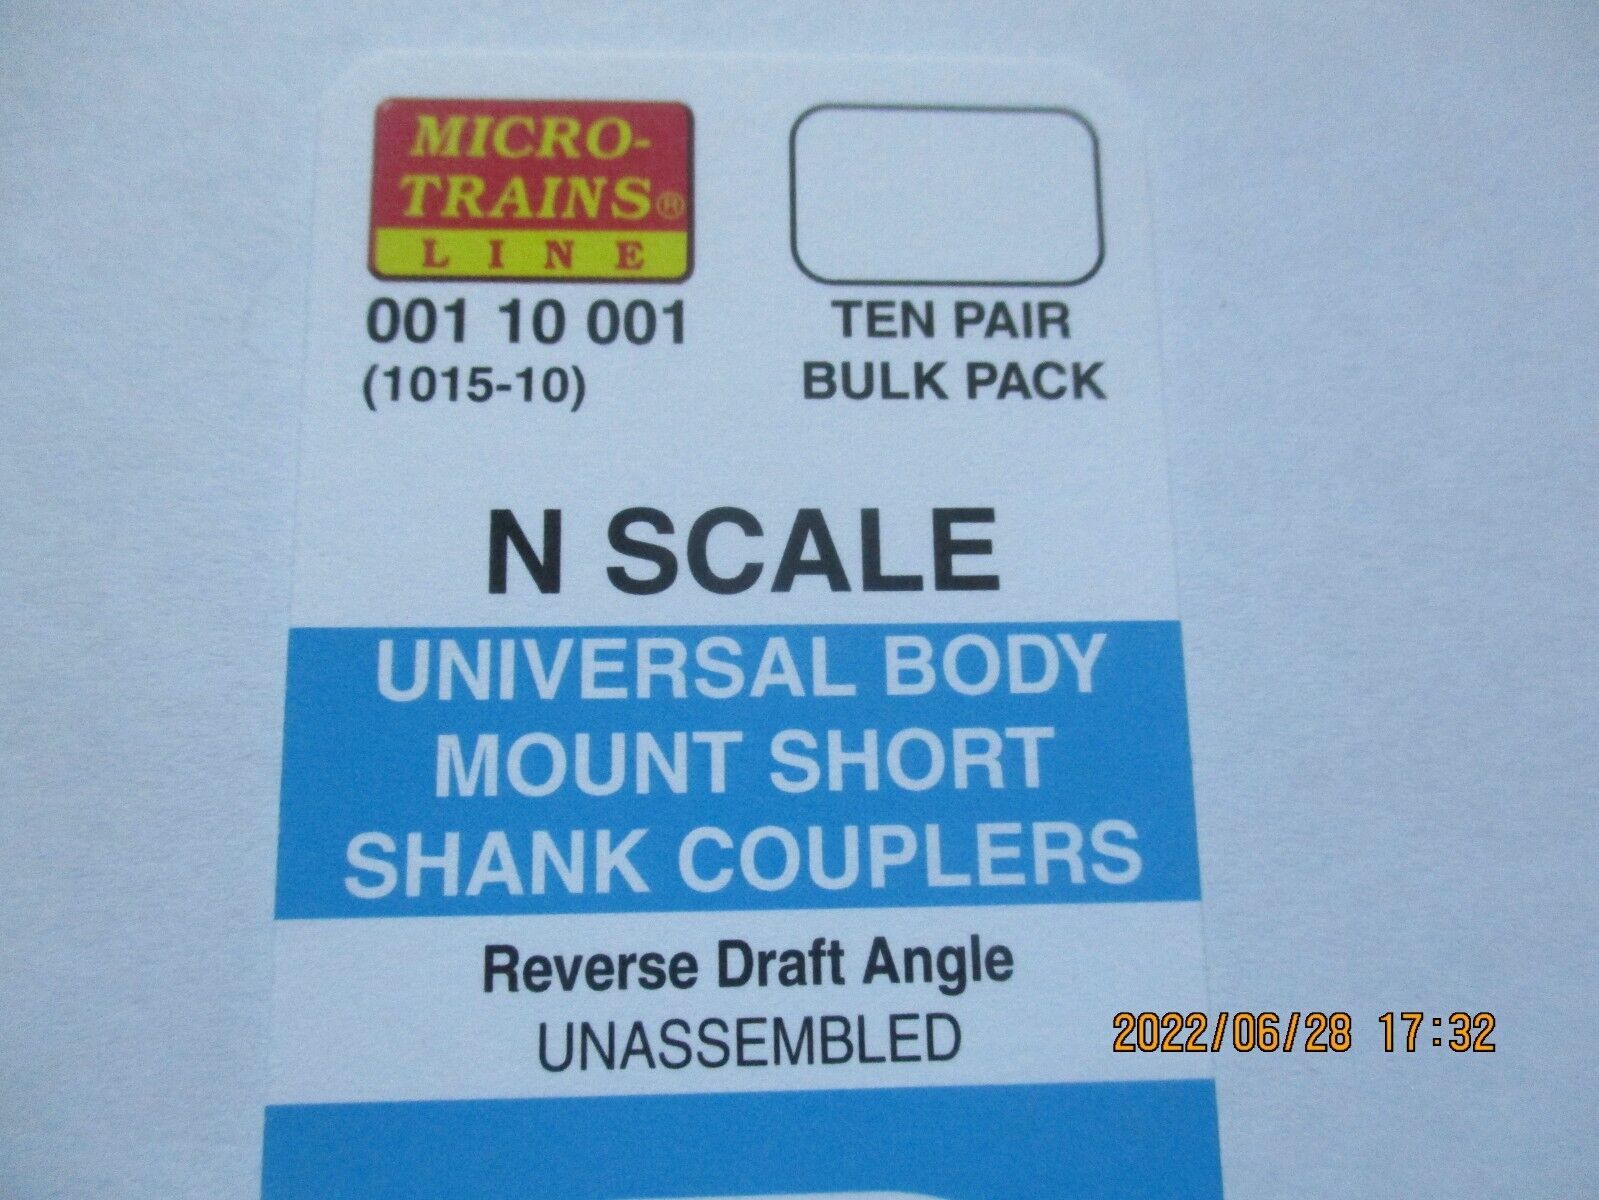 MICRO-
TRAINS®
LINE
001 10 001
(1015-10)
TEN PAIR
BULK PACK
N SCALE
UNIVERSAL BODY
MOUNT SHORT
SHANK COUPLERS
Reverse Draft Angle
UNASSEMBLED
2022/06/28 17:32